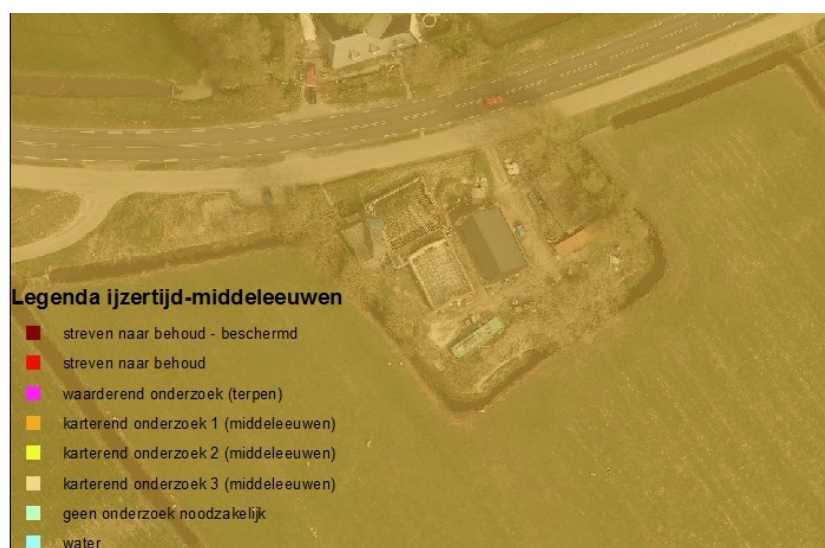 Legenda ijzertijd-middeleeuwen
streven naar behoud - beschermd
streven naar behoud
waarderend onderzoek (terpen)
karterend onderzoek 1 (middeleeuwen)
karterend onderzoek 2 (middeleeuwen)
karterend onderzoek 3 (middeleeuwen)
geen onderzoek noodzakelijk
water